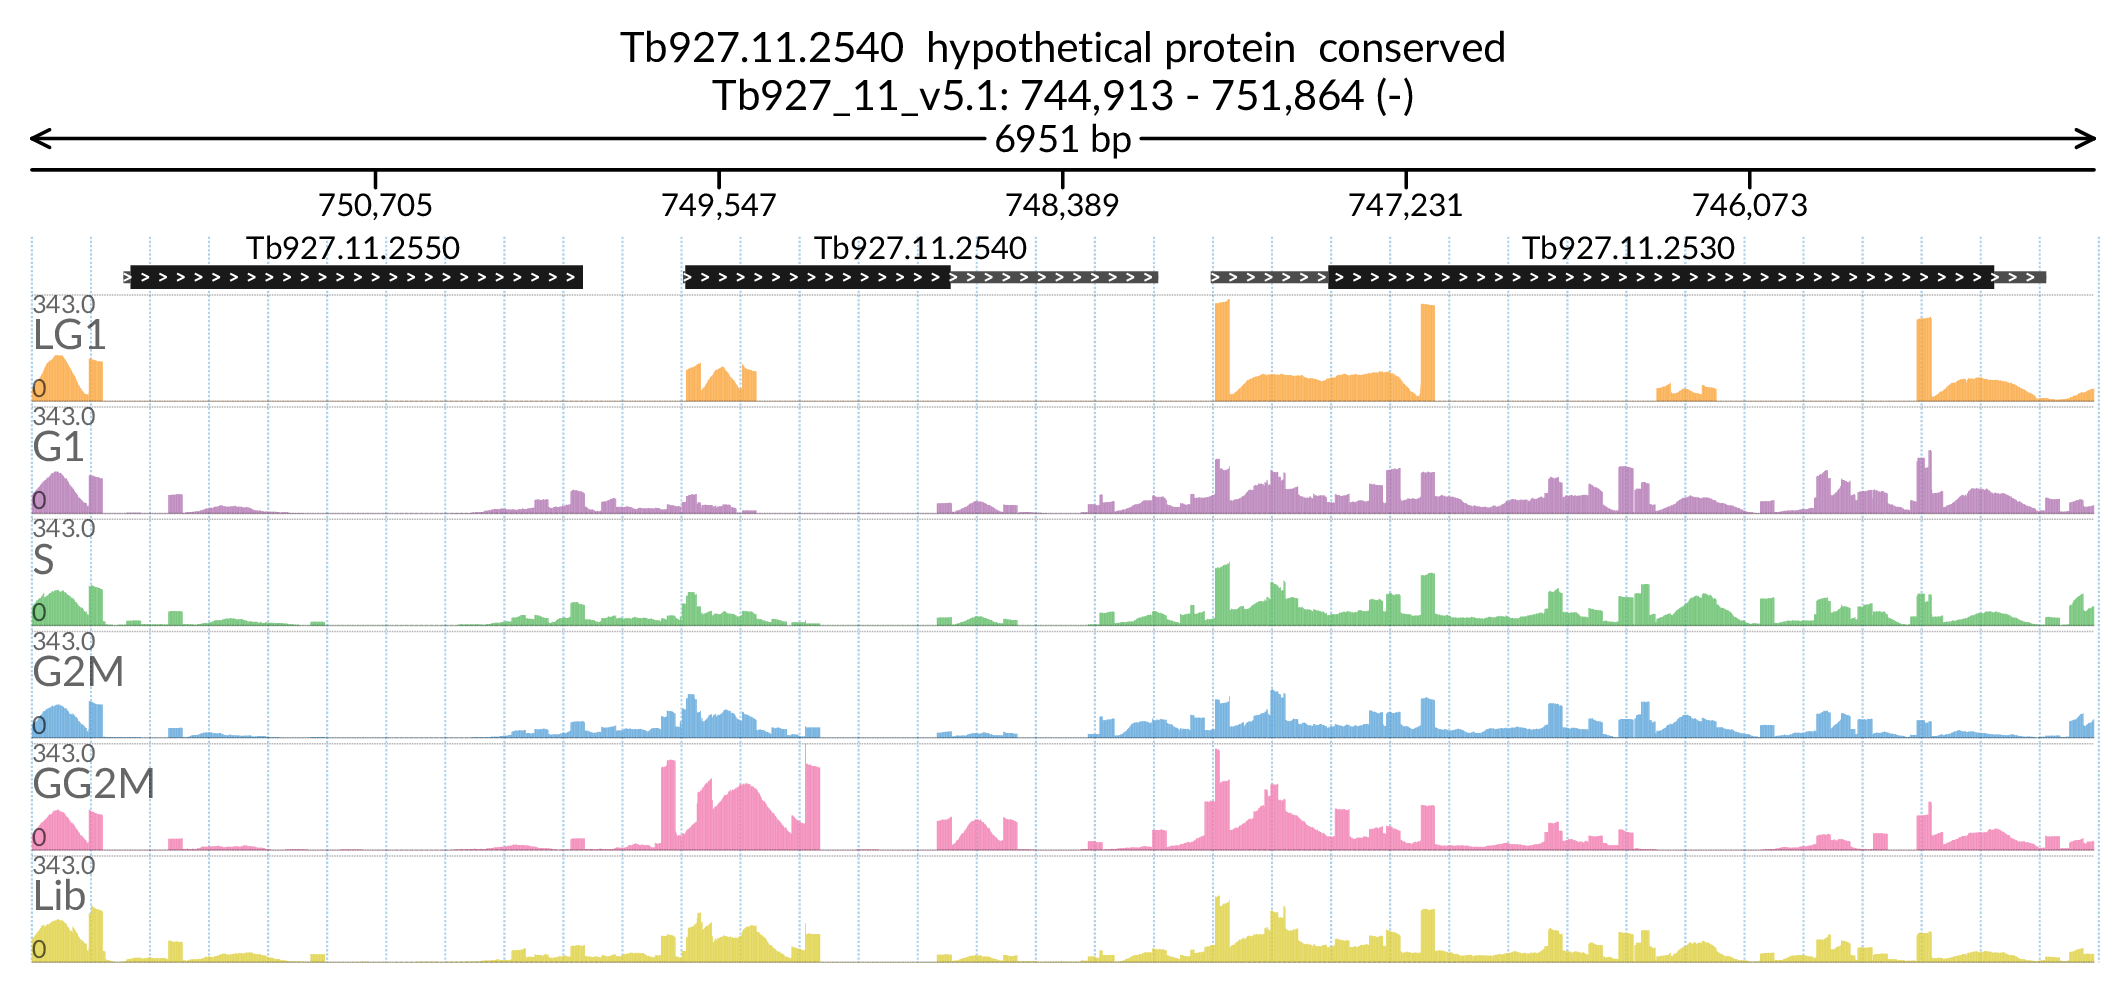 Tb927.11.2540  hypothetical protein  conserved
Tb927_11_v5.1: 744,913 - 751,864 (-)
6951 bp
750,705 749,547 748,389 747,231 746,073
Tb927.11.2550 Tb927.11.2540 Tb927.11.2530
343.0
LG1
0
343.0
G1
0
343.0
S
0
343.0
G2M
0
343.0
GG2M
0
343.0
Lib
0